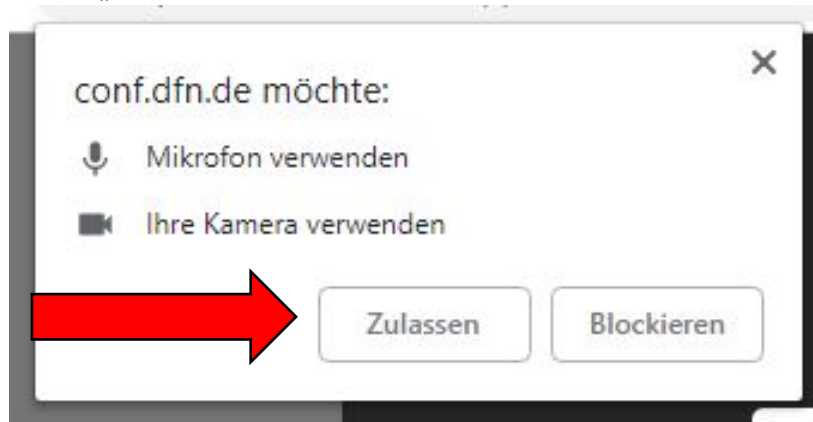 conf.dfn.de möchte:
Mikrofon verwenden
Ihre Kamera verwenden
Zulassen
Blockieren